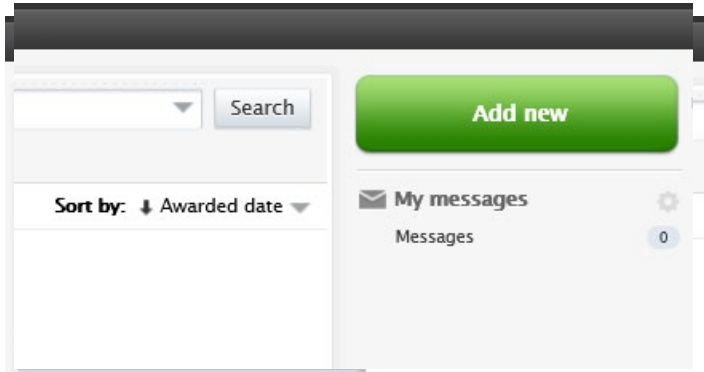 Search
Add new
Sort by: Awarded date
My messages
Messages 0